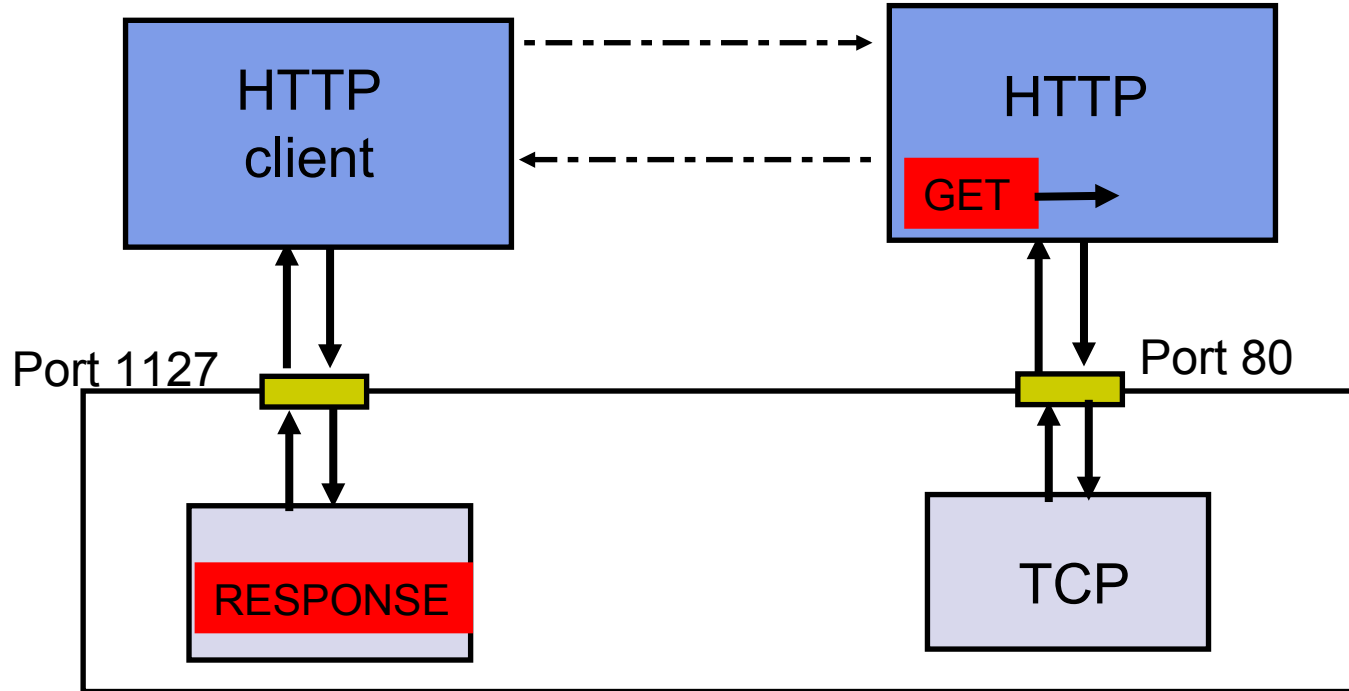 HTTP
client
HTTP
GET
Port 1127
Port 80
RESPONSE
TCP